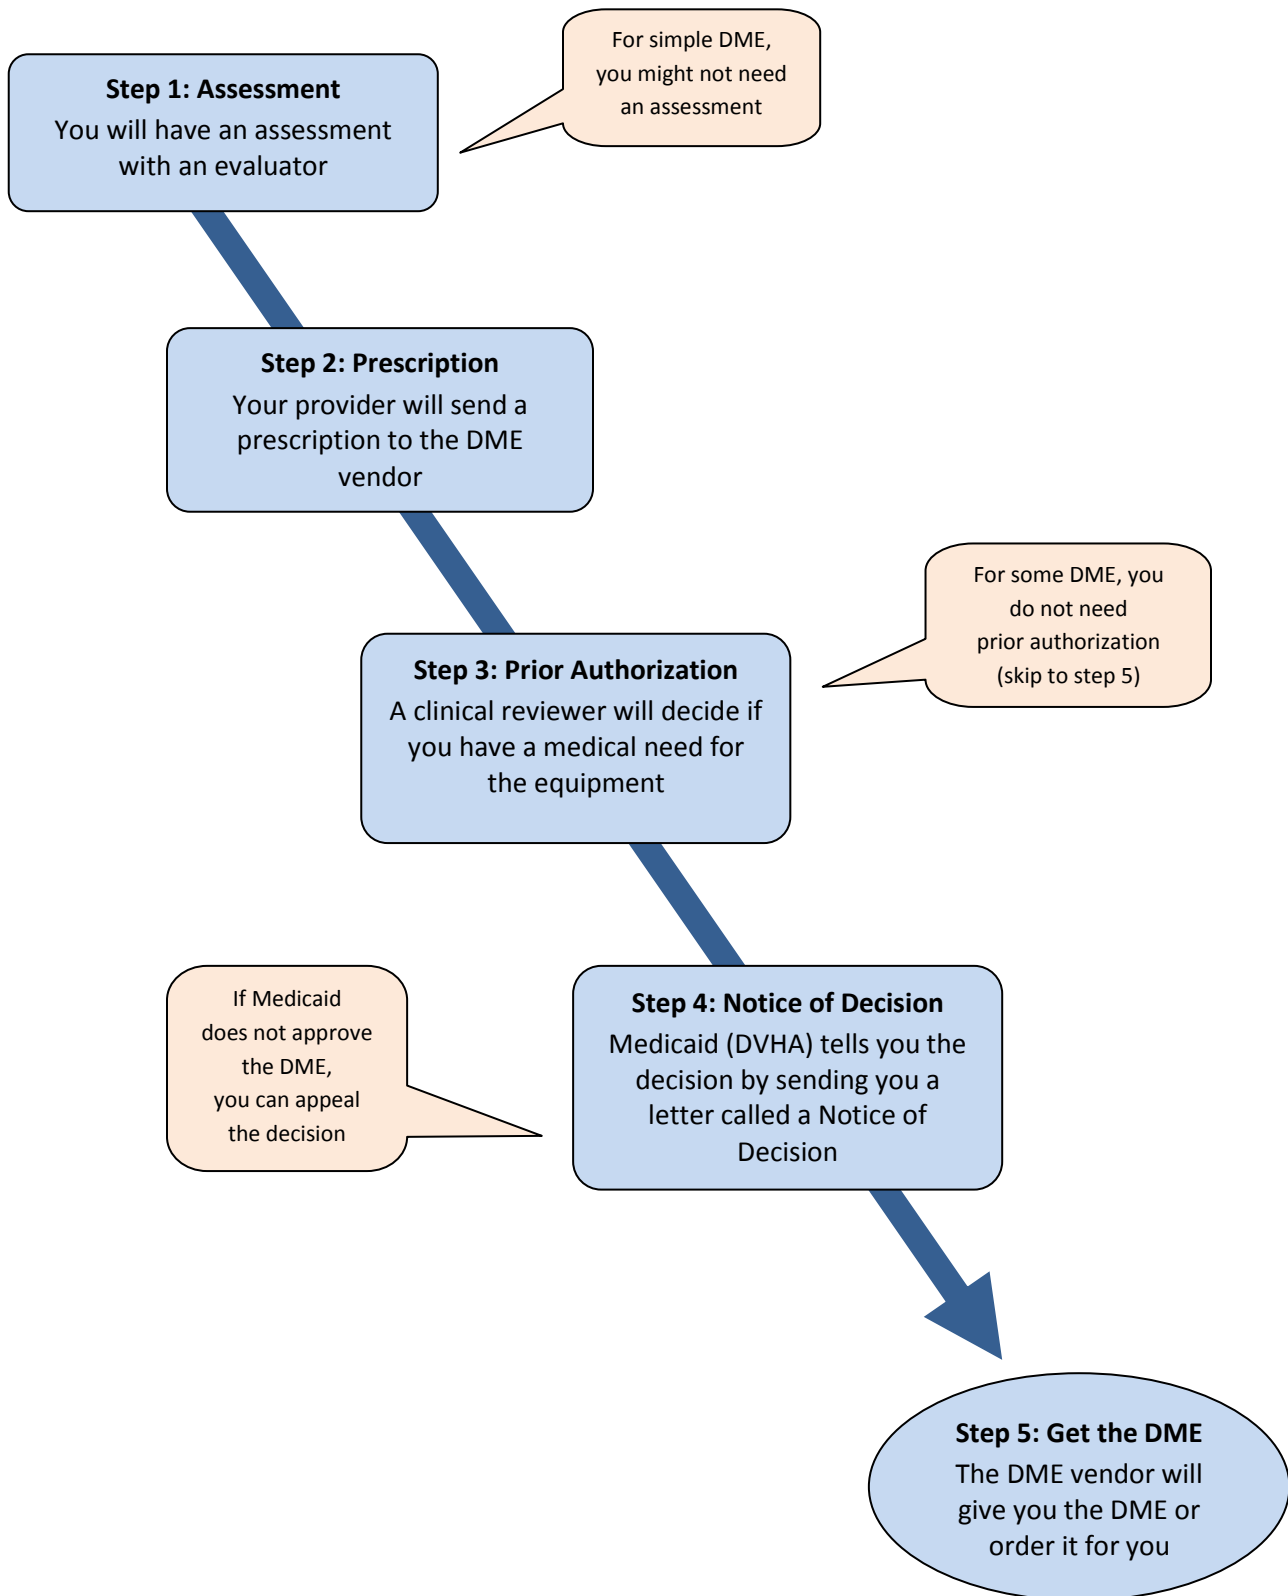 For simple DME,
you might not need
an assessment
Step 1: Assessment
You will have an assessment
with an evaluator
Step 2: Prescription
Your provider will send a
prescription to the DME
vendor
For some DME, you
do not need
prior authorization
(skip to step 5)
Step 3: Prior Authorization
A clinical reviewer will decide if
you have a medical need for
the equipment
If Medicaid
does not approve
the DME,
you can appeal
the decision
Step 4: Notice of Decision
Medicaid (DVHA) tells you the
decision by sending you a
letter called a Notice of
Decision
Step 5: Get the DME
The DME vendor will
give you the DME or
order it for you